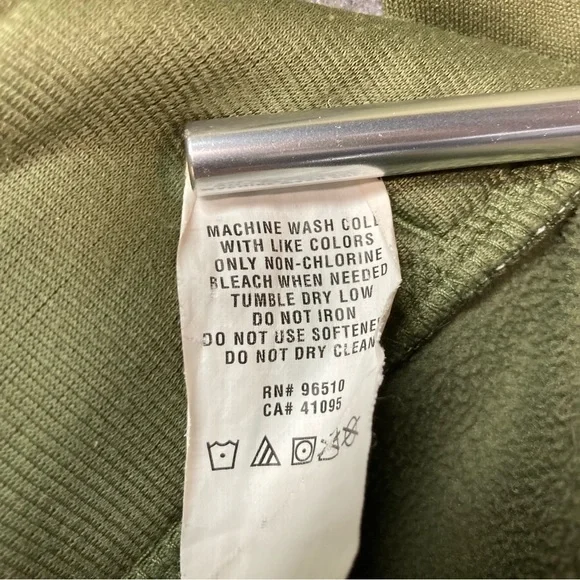 MACHINE WASH COLD
WITH LIKE COLORS
ONLY NON-CHLORINE
BLEACH WHEN NEEDED
TUMBLE DRY LOW
DO NOT IRON
DO NOT USE SOFTENE
DO NOT DRY CLEAN
RN# 96510
CA# 41095